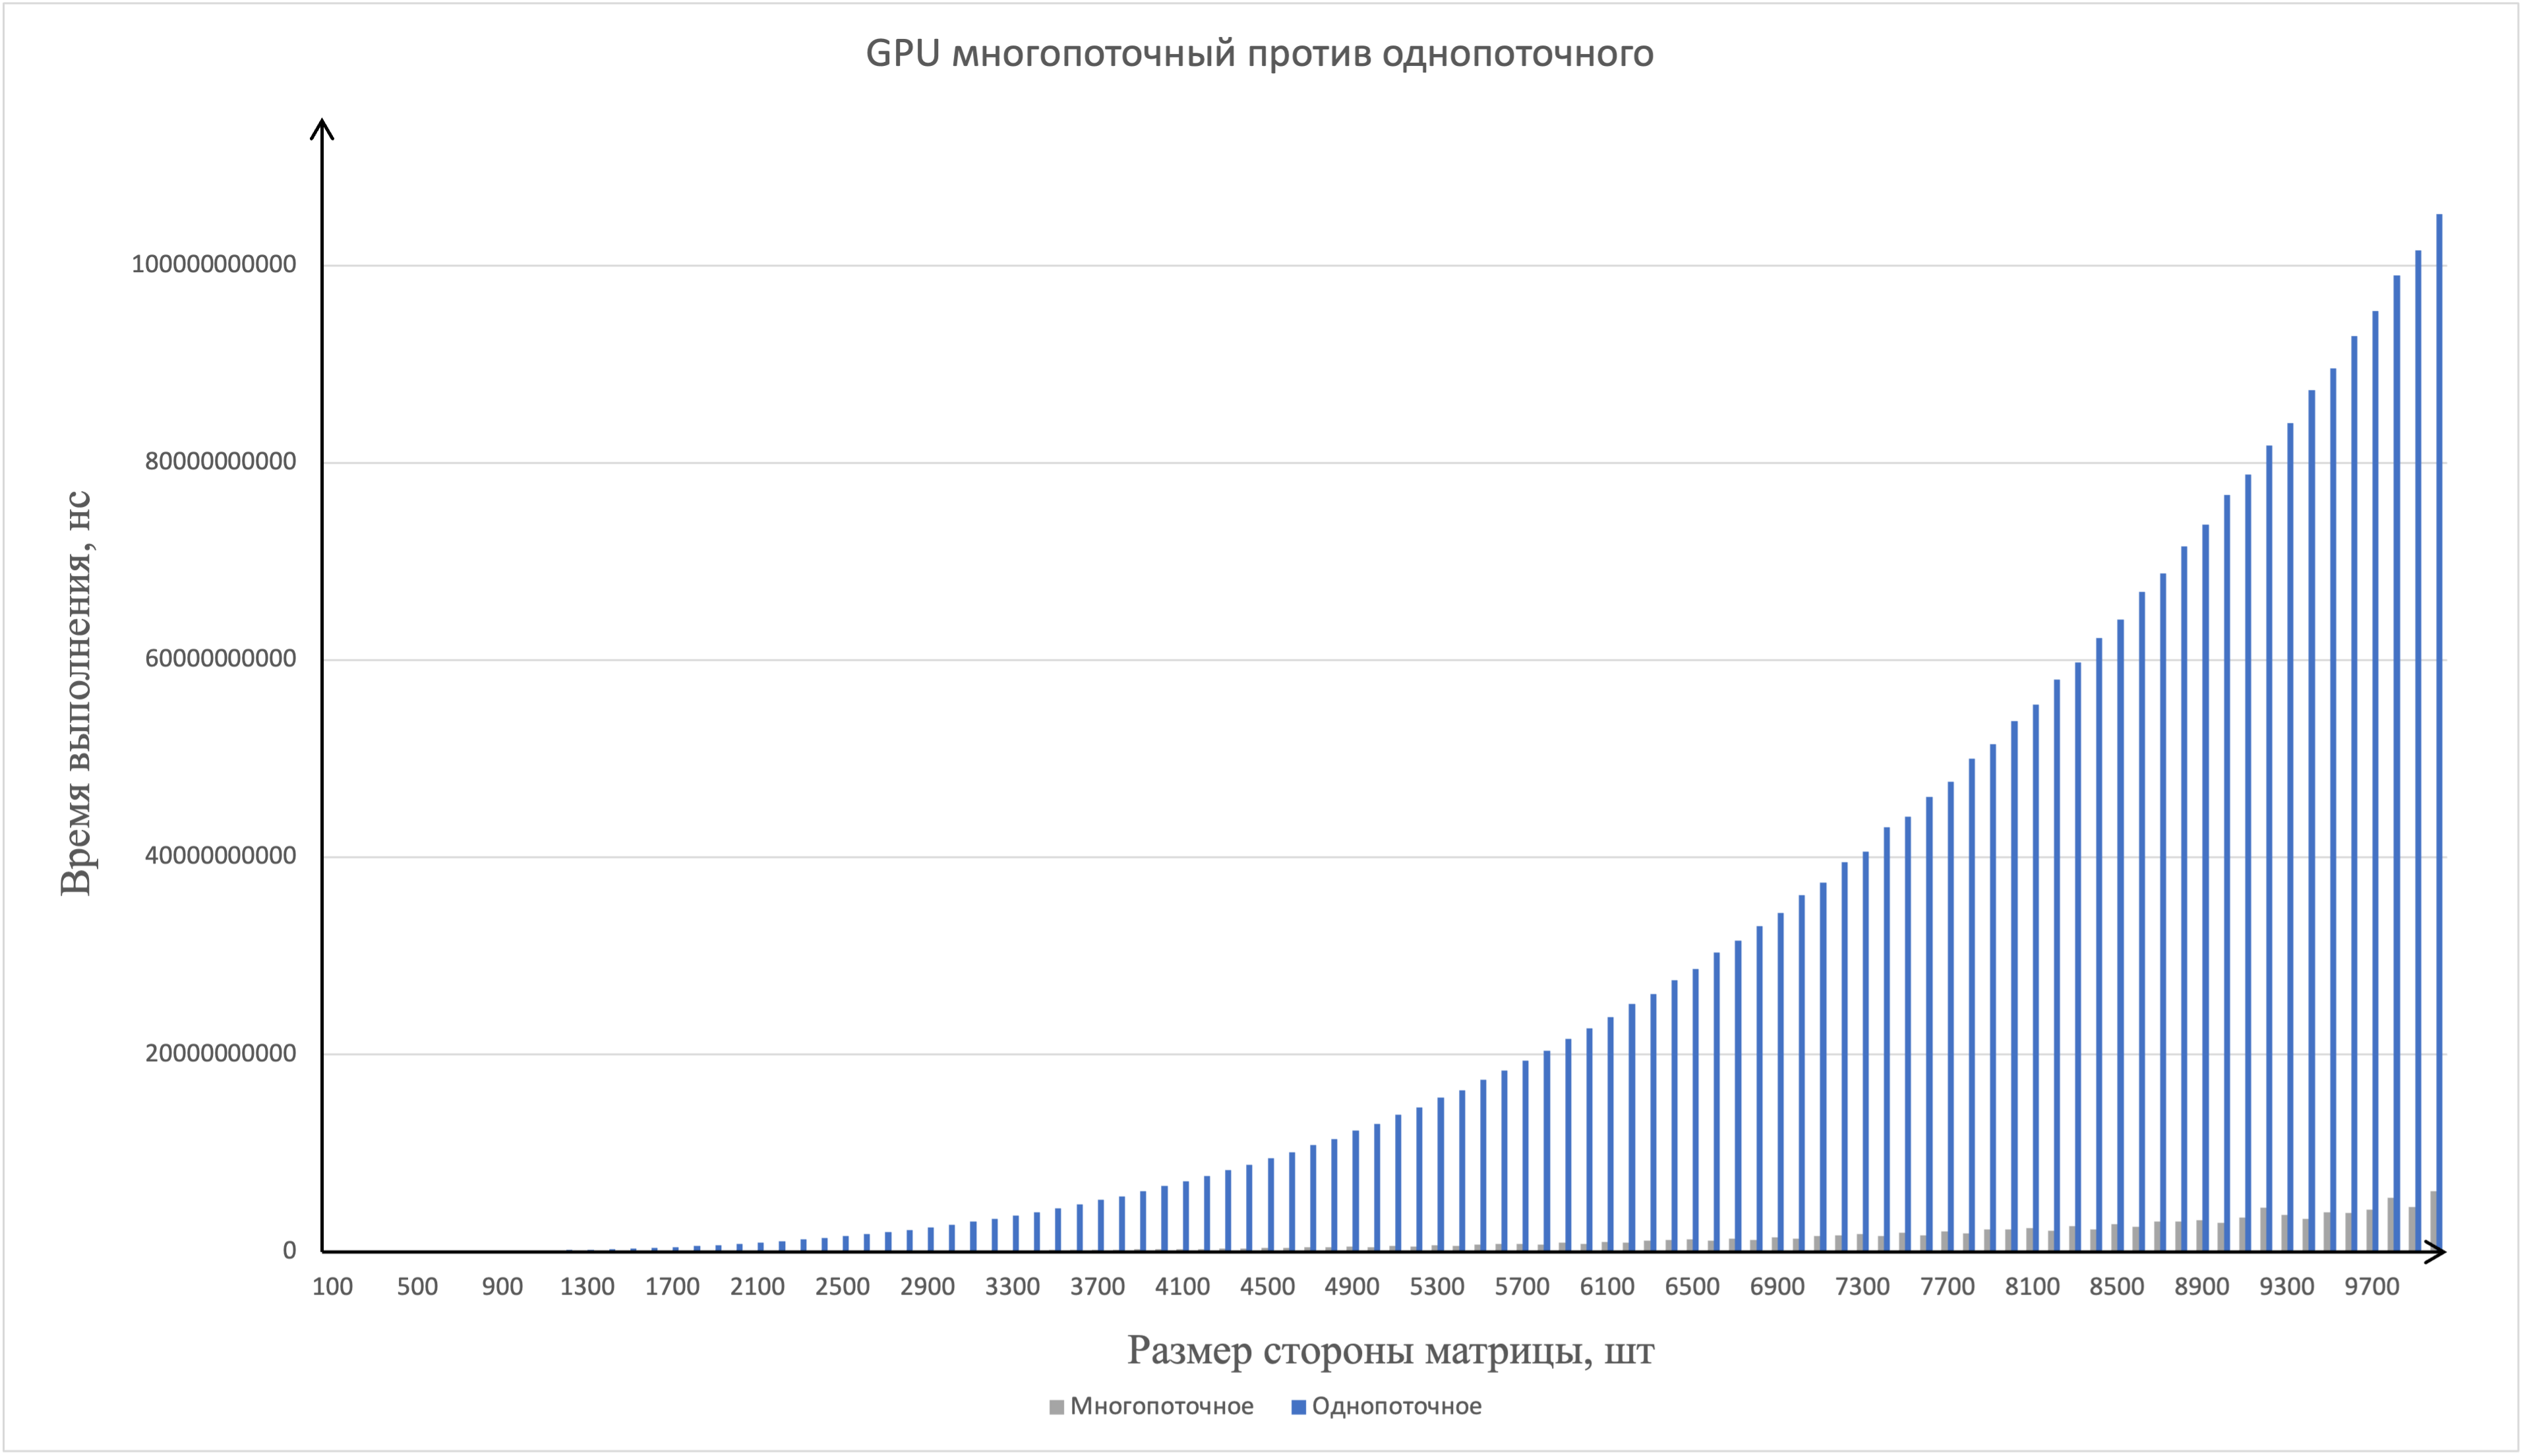 GPU многопоточный против однопоточного
Время выполнения, нс
100000000000
80000000000
60000000000
40000000000
20000000000
0
100 500 900 1300 1700 2100 2500 2900 3300 3700 4100 4500 4900 5300 5700 6100 6500 6900 7300 7700 8100 8500 8900 9300 9700
Размер стороны матрицы, шт
Многопоточное Однопоточное